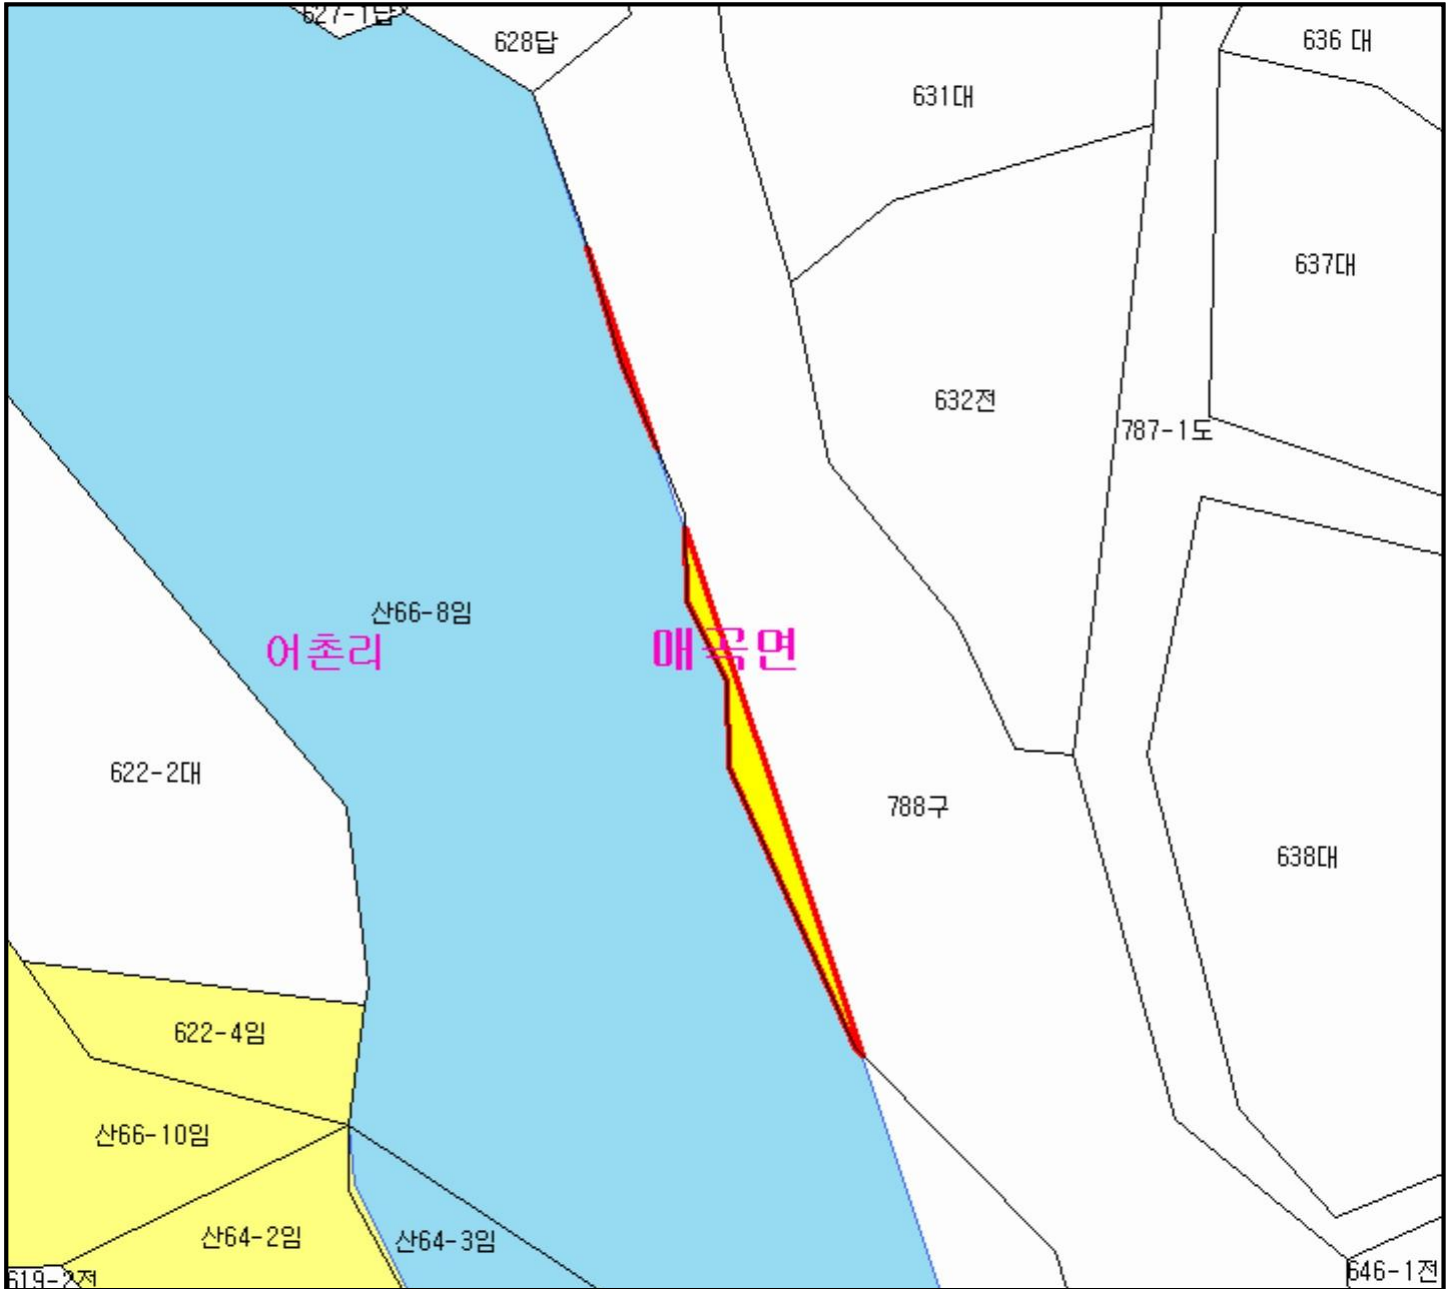 627-1답
628답
636 대
631대
637대
632전
787-1도
산66-8임
어촌리
매곡면
622-2대
788구
638대
622-4임
산66-10임
산64-2임
산64-3임
619-2전
646-1전